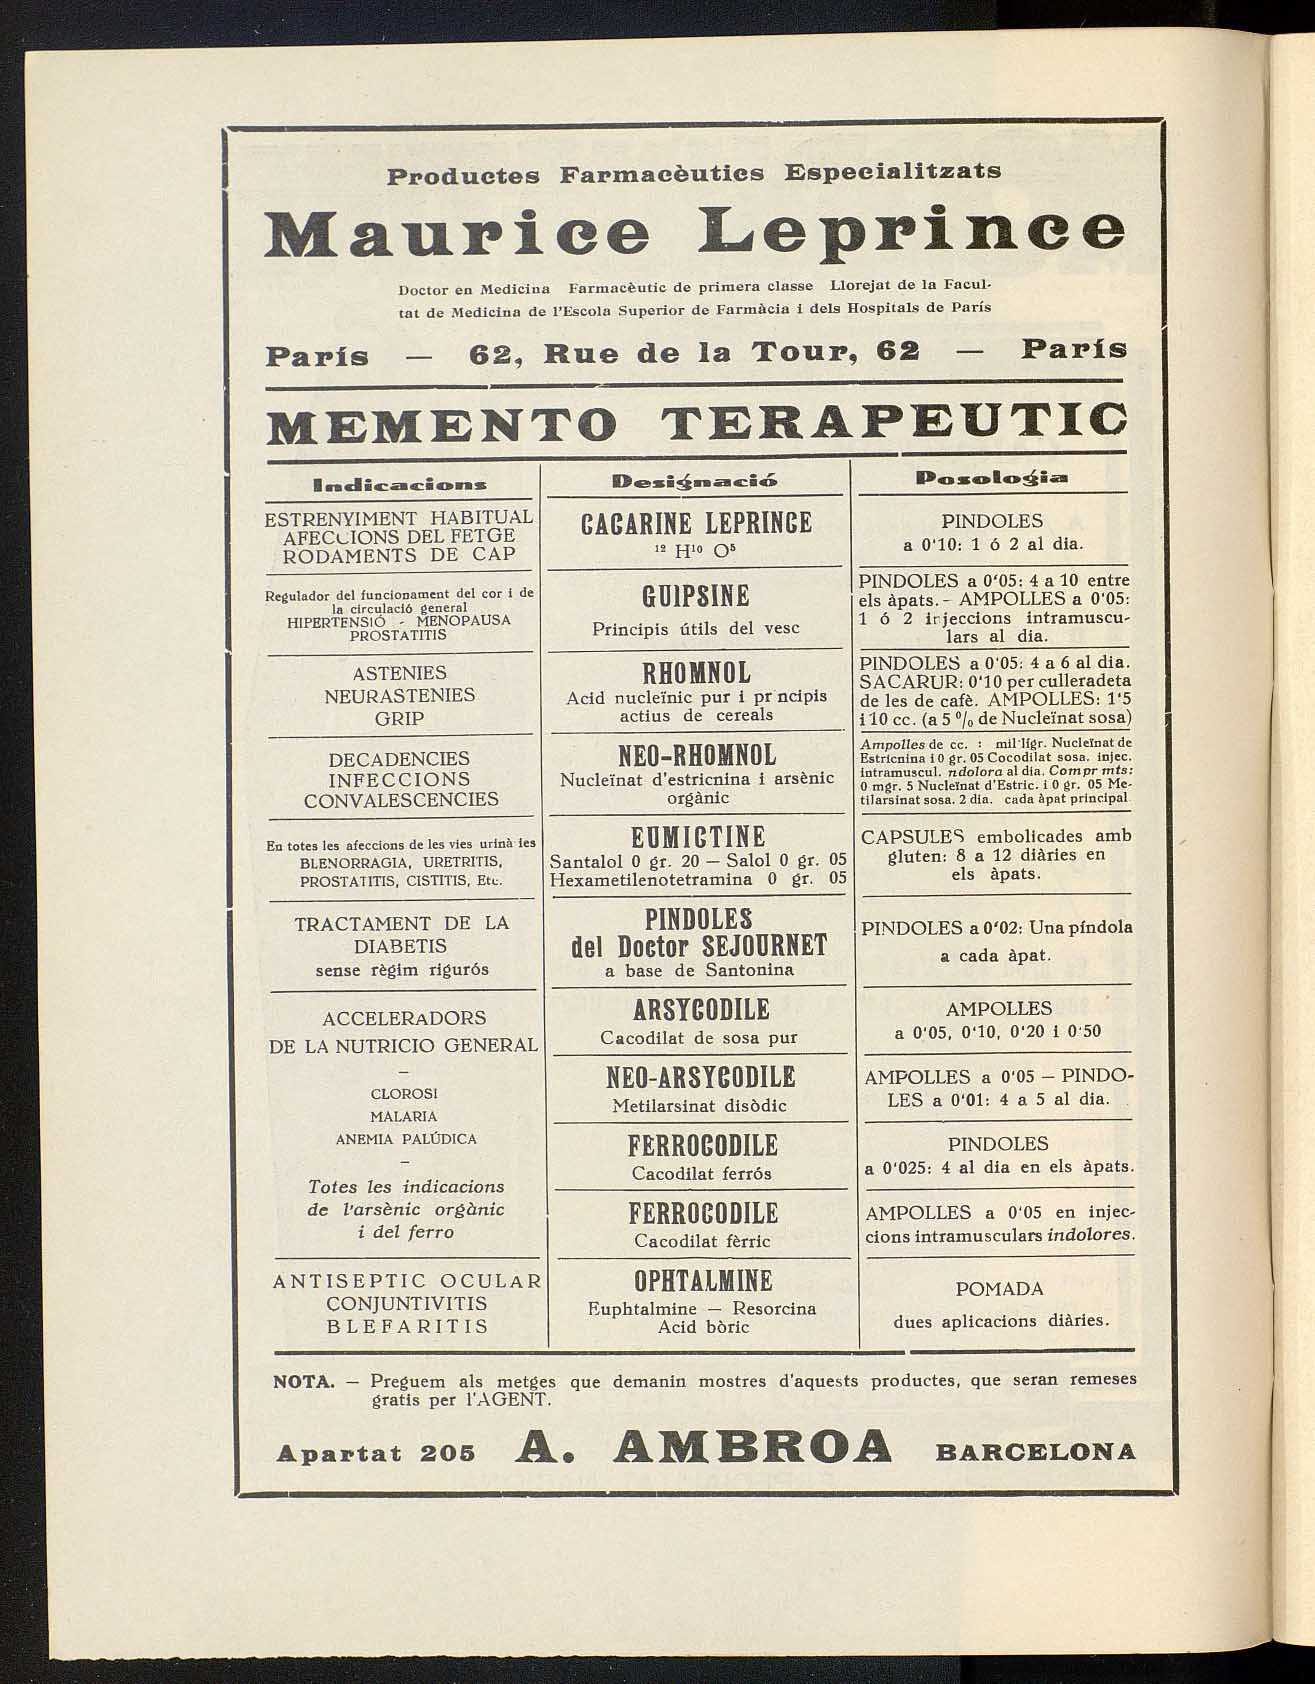 Productes Farmacèutics Especialitzats
Maurice Leprince
Doctor en Medicina Farmacèutic de primera classe Llorejat de la Facul-
tat de Medicina de l'Escola Superior de Farmàcia i dels Hospitals de París
París — 62, Rue de la Tour, 62 — París
MEMENTO TERAPEUTIC
Indicacions
Designació
Posologia
ESTRENYIMENT HABITUAL
AFECCIONS DEL FETGE
RODAMENTS DE CAP
CACARINE LEPRINCE
¹² H¹⁰ O⁵
PINDOLES
a 0'10: 1 ó 2 al dia.
Regulador del funcionament del cor i de
la circulació general
HIPERTENSIÓ - MENOPAUSA
PROSTATITIS
GUIPSINE
Principis útils del vesc
PINDOLES a 0'05: 4 a 10 entre
els àpats. - AMPOLLES a 0'05:
1 ó 2 injeccions intramuscu-
lars al dia.
ASTENIES
NEURASTENIES
GRIP
RHOMNOL
Acid nucleïnic pur i pr ncipis
actius de cereals
PINDOLES a 0'05: 4 a 6 al dia.
SACARUR: 0'10 per culleradeta
de les de cafè. AMPOLLES: 1'5
i 10 cc. (a 5 % de Nucleïnat sosa)
DECADENCIES
INFECCIONS
CONVALESCENCIES
NEO-RHOMNOL
Nucleïnat d'estricnina i arsènic
orgànic
Ampolles de cc. : mil·lígr. Nucleïnat de
Estricnina i 0 gr. 05 Cocodilat sosa. injec.
intramuscul. ndolora al dia. Compr mts:
0 mgr. 5 Nucleïnat d'Estric. i 0 gr. 05 Me-
tilarsinat sosa. 2 dia. cada àpat principal
En totes les afeccions de les vies urinà ies
BLENORRAGIA, URETRITIS,
PROSTATITIS, CISTITIS, Etc.
EUMICTINE
Santalol 0 gr. 20 — Salol 0 gr. 05
Hexametilenotetramina 0 gr. 05
CAPSULES embolicades amb
gluten: 8 a 12 diàries en
els àpats.
TRACTAMENT DE LA
DIABETIS
sense règim rigurós
PINDOLES
del Doctor SEJOURNET
a base de Santonina
PINDOLES a 0'02: Una píndola
a cada àpat.
ACCELERADORS
DE LA NUTRICIO GENERAL
—
CLOROSI
MALARIA
ANEMIA PALÚDICA
—
Totes les indicacions
de l'arsènic orgànic
i del ferro
ARSYCODILE
Cacodilat de sosa pur
AMPOLLES
a 0'05, 0'10, 0'20 i 0'50
NEO-ARSYCODILE
Metilarsinat disòdic
AMPOLLES a 0'05 — PINDO-
LES a 0'01: 4 a 5 al dia.
FERROCODILE
Cacodilat ferrós
PINDOLES
a 0'025: 4 al dia en els àpats.
FERROCODILE
Cacodilat fèrric
AMPOLLES a 0'05 en injec-
cions intramusculars indolores.
ANTISEPTIC OCULAR
CONJUNTIVITIS
BLEFARITIS
OPHTALMINE
Euphtalmine — Resorcina
Acid bòric
POMADA
dues aplicacions diàries.
NOTA. — Preguem als metges que demanin mostres d'aquests productes, que seran remeses
gratis per l'AGENT.
Apartat 205 A. AMBROA BARCELONA